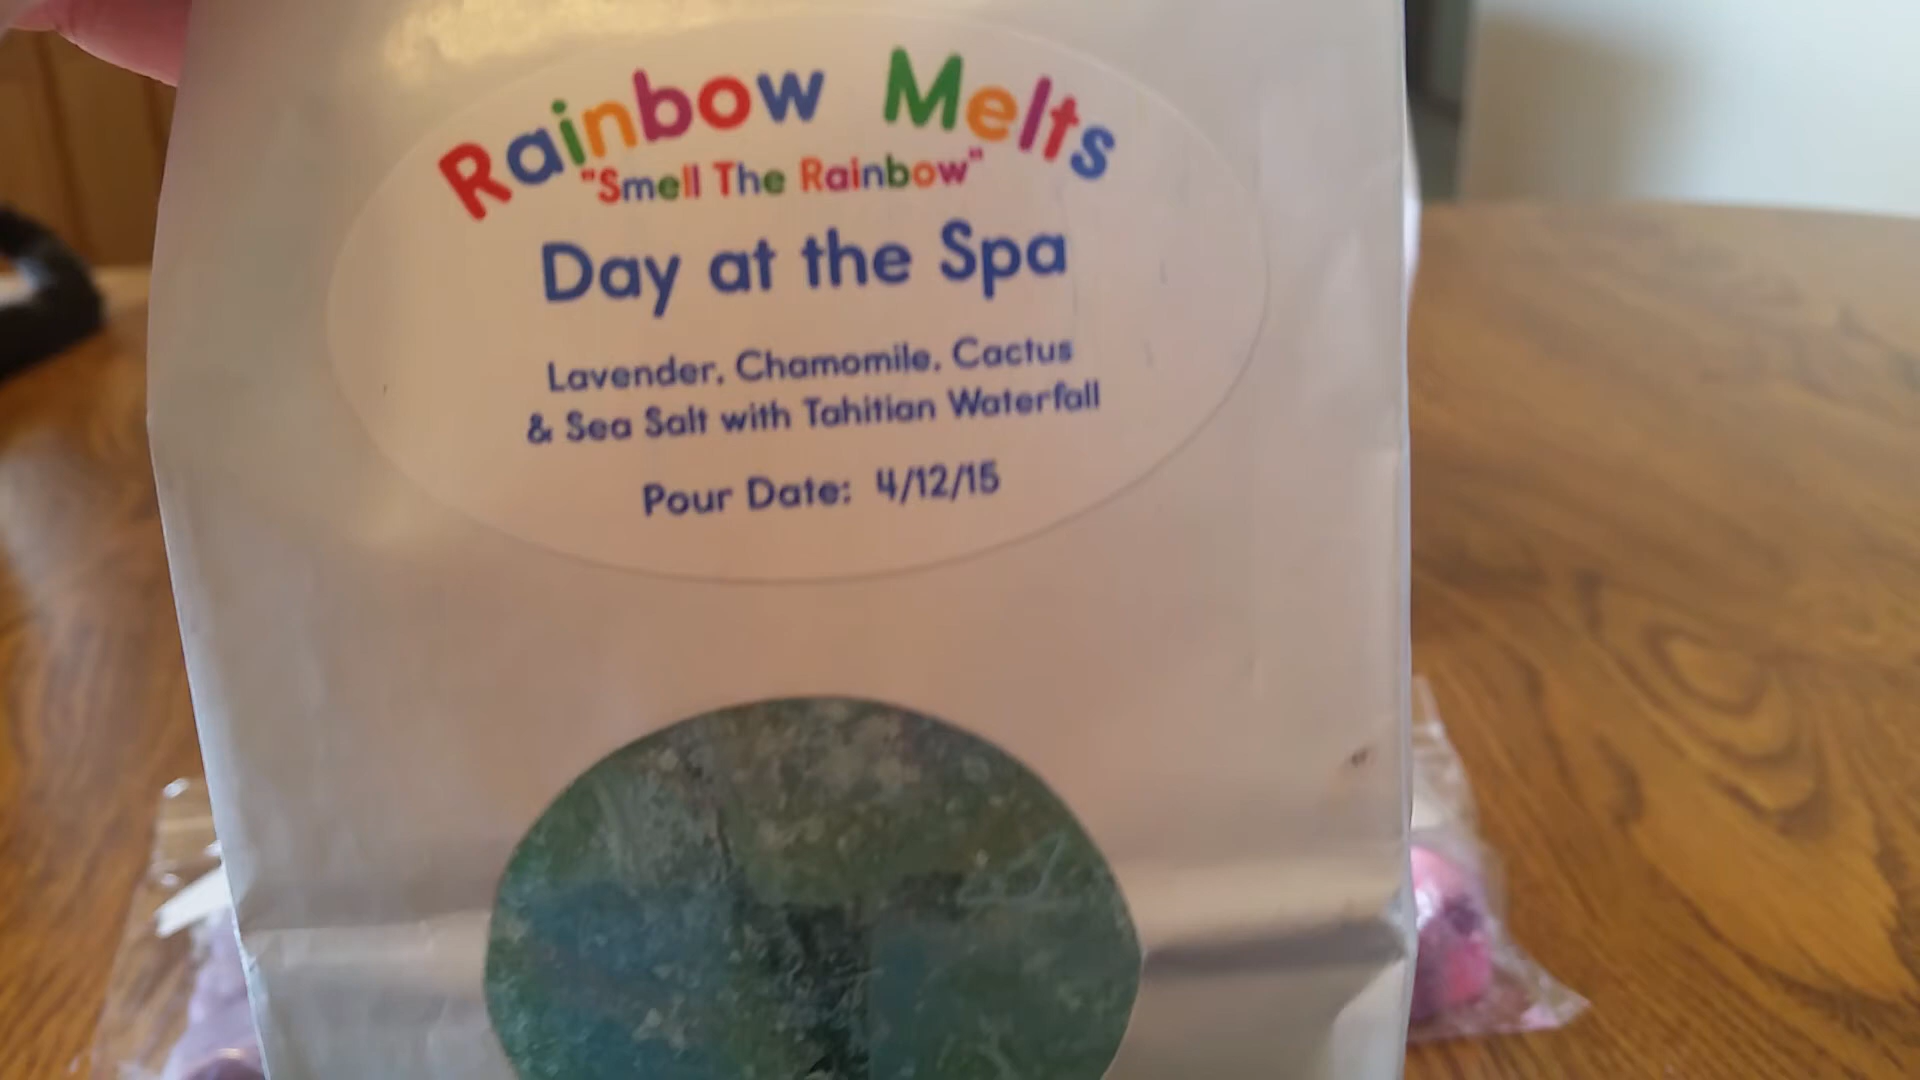 Rainbow Melts
"Smell The Rainbow"
Day at the Spa
Lavender, Chamomile, Cactus
& Sea Salt with Tahitian Waterfall
Pour Date: 4/12/15